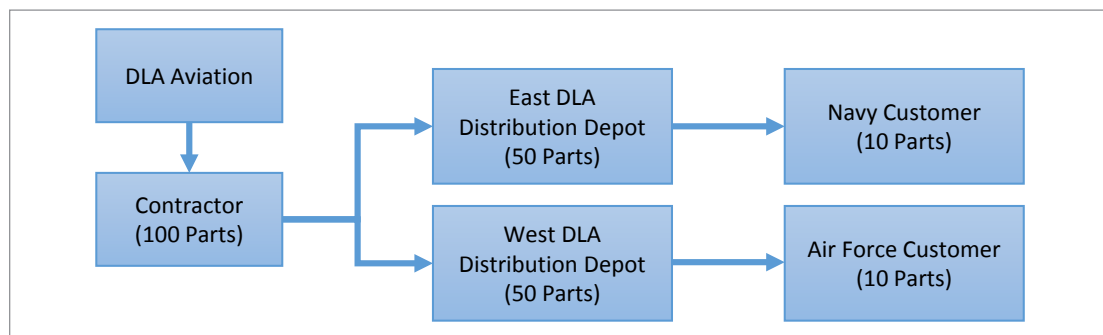 DLA Aviation
Contractor
(100 Parts)
East DLA
Distribution Depot
(50 Parts)
West DLA
Distribution Depot
(50 Parts)
Navy Customer
(10 Parts)
Air Force Customer
(10 Parts)